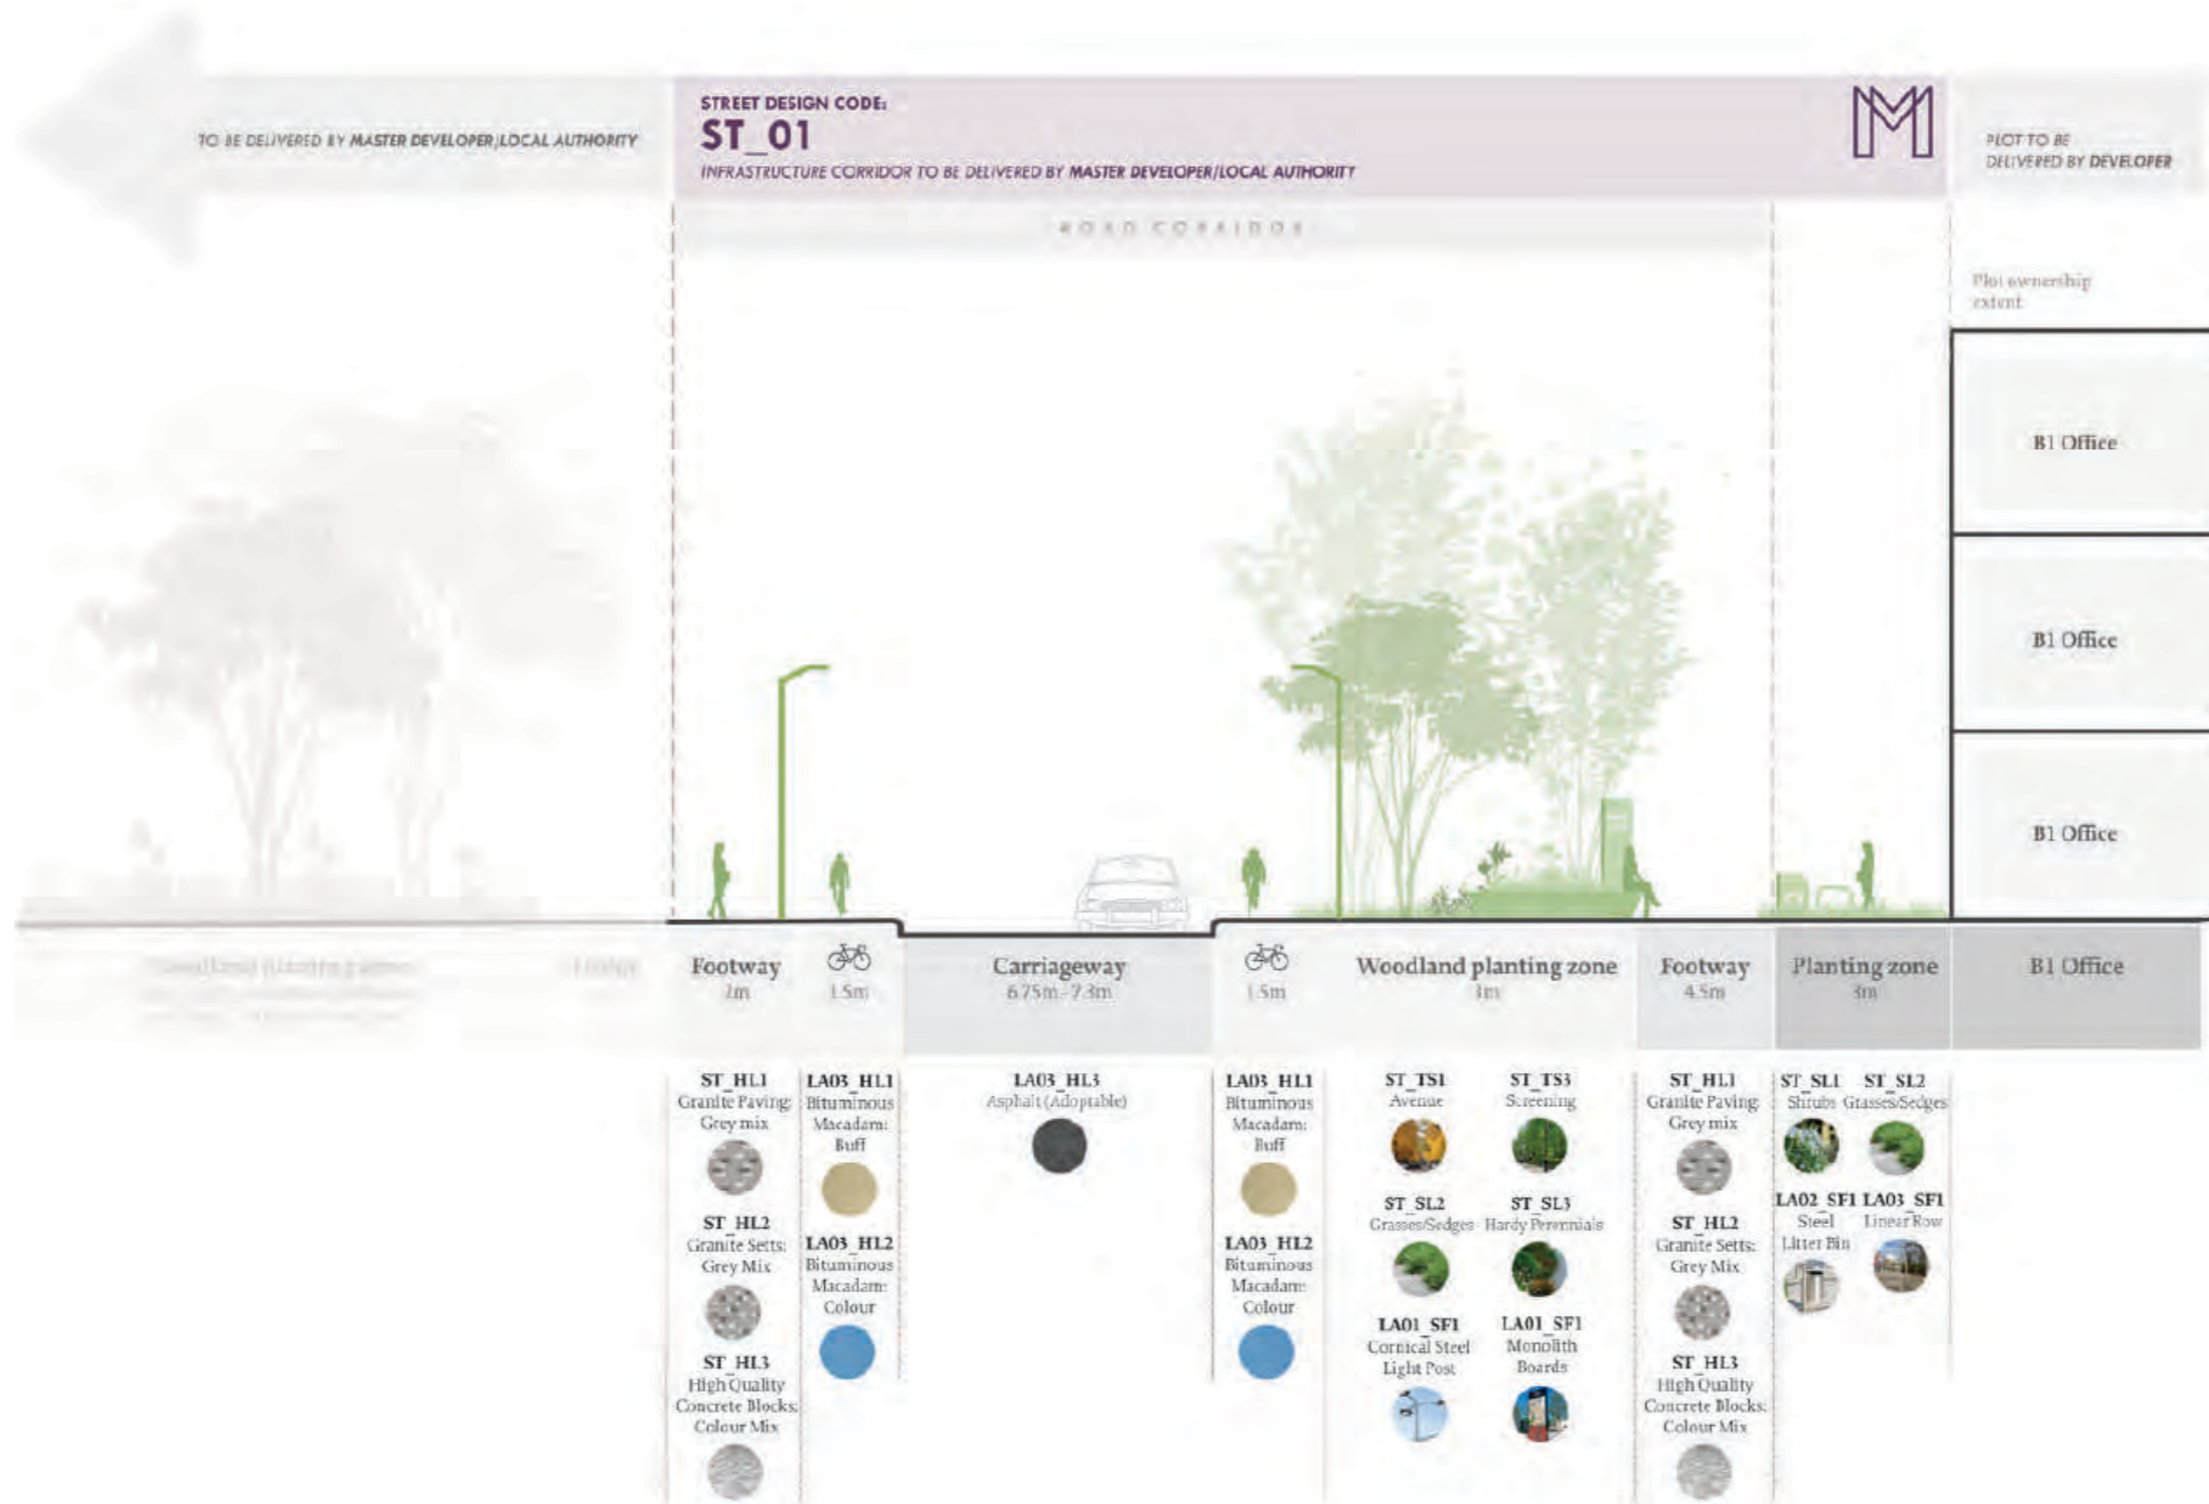 TO BE DELIVERED BY MASTER DEVELOPER/LOCAL AUTHORITY
STREET DESIGN CODE:
ST_01
INFRASTRUCTURE CORRIDOR TO BE DELIVERED BY MASTER DEVELOPER/LOCAL AUTHORITY
M
PLOT TO BE
DELIVERED BY DEVELOPER
ROAD CORRIDOR
Plot ownership
extent
B1 Office
B1 Office
B1 Office
Footway
2m
1.5m
Carriageway
6.75m - 7.3m
1.5m
Woodland planting zone
Footway
4.5m
Planting zone
3m
B1 Office
ST_HL1
Granite Paving:
Grey mix
ST_HL2
Granite Setts:
Grey Mix
ST_HL3
High Quality
Concrete Blocks:
Colour Mix
LA03_HL1
Bituminous
Macadam:
Buff
LA03_HL2
Bituminous
Macadam:
Colour
LA03_HL3
Asphalt (Adoptable)
LA03_HL1
Bituminous
Macadam:
Buff
LA03_HL2
Bituminous
Macadam:
Colour
ST_TS1
Avenue
ST_TS3
Screening
ST_SL2
Grasses/Sedges
ST_SL3
Hardy Perennials
LA01_SF1
Cornical Steel
Light Post
LA01_SF1
Monolith
Boards
ST_HL1
Granite Paving:
Grey mix
ST_HL2
Granite Setts:
Grey Mix
ST_HL3
High Quality
Concrete Blocks:
Colour Mix
ST_SL1
Shrubs
ST_SL2
Grasses/Sedges
LA02_SF1
Steel
Litter Bin
LA03_SF1
Linear Row